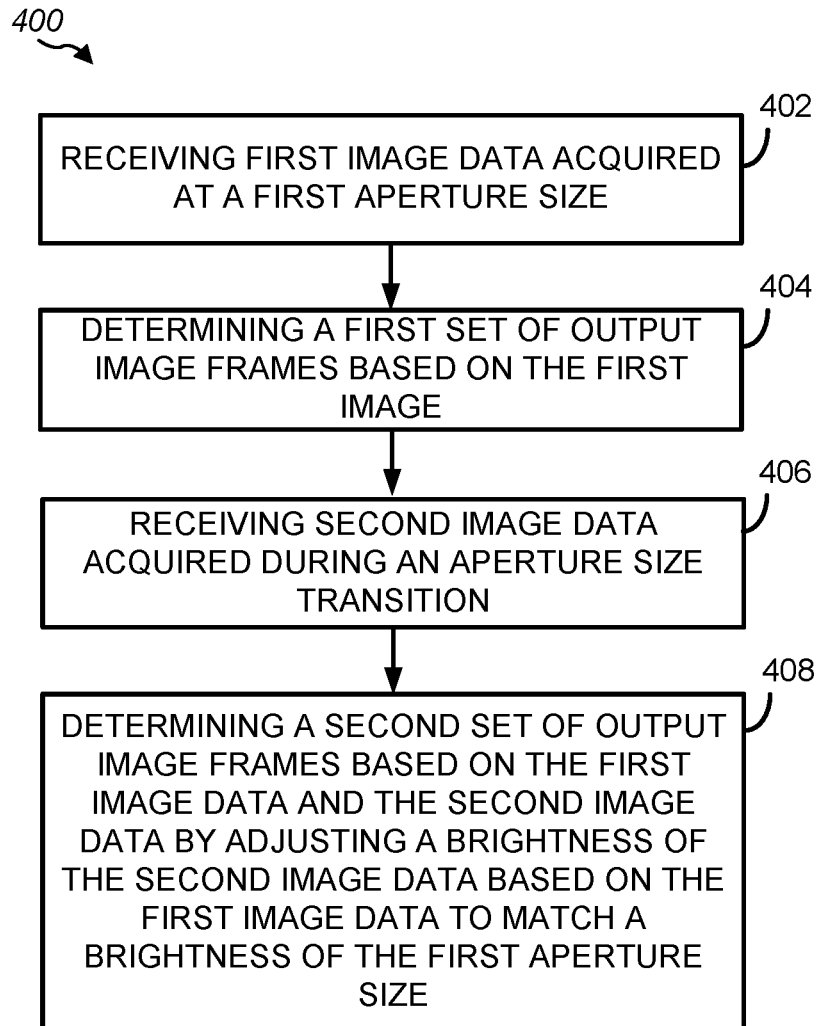 400
402
RECEIVING FIRST IMAGE DATA ACQUIRED
AT A FIRST APERTURE SIZE
404
DETERMINING A FIRST SET OF OUTPUT
IMAGE FRAMES BASED ON THE FIRST
IMAGE
406
RECEIVING SECOND IMAGE DATA
ACQUIRED DURING AN APERTURE SIZE
TRANSITION
408
DETERMINING A SECOND SET OF OUTPUT
IMAGE FRAMES BASED ON THE FIRST
IMAGE DATA AND THE SECOND IMAGE
DATA BY ADJUSTING A BRIGHTNESS OF
THE SECOND IMAGE DATA BASED ON THE
FIRST IMAGE DATA TO MATCH A
BRIGHTNESS OF THE FIRST APERTURE
SIZE